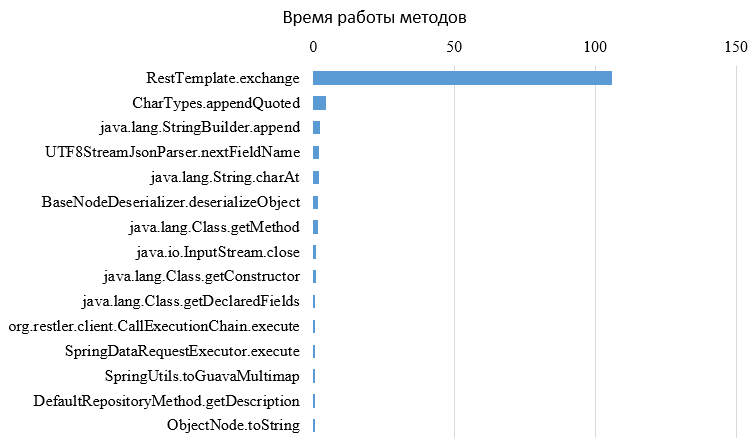 Время работы методов
0 50 100 150
RestTemplate.exchange
CharTypes.appendQuoted
java.lang.StringBuilder.append
UTF8StreamJsonParser.nextFieldName
java.lang.String.charAt
BaseNodeDeserializer.deserializeObject
java.lang.Class.getMethod
java.io.InputStream.close
java.lang.Class.getConstructor
java.lang.Class.getDeclaredFields
org.restler.client.CallExecutionChain.execute
SpringDataRequestExecutor.execute
SpringUtils.toGuavaMultimap
DefaultRepositoryMethod.getDescription
ObjectNode.toString